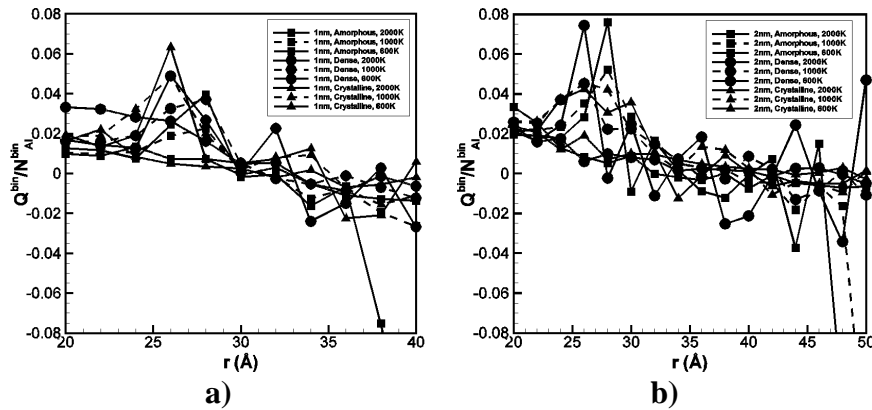 0.08
0.06
0.04
0.02
0
-0.02
-0.04
-0.06
-0.08
Q^bin/N_Al^bin
1nm, Amorphous, 2000K
1nm, Amorphous, 1000K
1nm, Amorphous, 600K
1nm, Dense, 2000K
1nm, Dense, 1000K
1nm, Dense, 600K
1nm, Crystalline, 2000K
1nm, Crystalline, 1000K
1nm, Crystalline, 600K
20 25 30 35 40
r (Å)
a)
0.08
0.06
0.04
0.02
0
-0.02
-0.04
-0.06
-0.08
Q^bin/N_Al^bin
2nm, Amorphous, 2000K
2nm, Amorphous, 1000K
2nm, Amorphous, 600K
2nm, Dense, 2000K
2nm, Dense, 1000K
2nm, Dense, 600K
2nm, Crystalline, 2000K
2nm, Crystalline, 1000K
2nm, Crystalline, 600K
20 25 30 35 40 45 50
r (Å)
b)